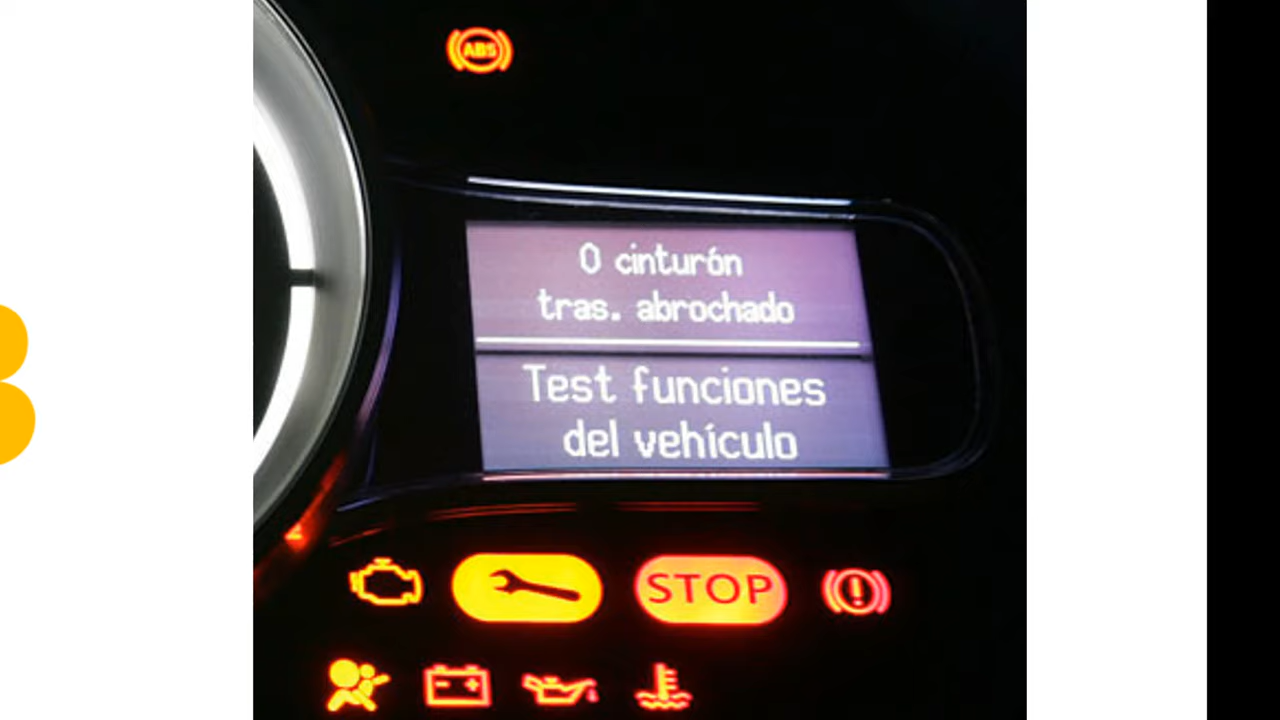 ABS
0 cinturón
tras. abrochado
Test funciones
del vehículo
STOP